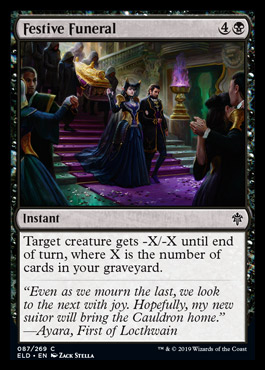 Festive Funeral 4
Instant
Target creature gets -X/-X until end
of turn, where X is the number of
cards in your graveyard.
“Even as we mourn the last, we look
to the next with joy. Hopefully, my new
suitor will bring the Cauldron home.”
—Ayara, First of Locthwain
087/269 C
ELD • EN Zack Stella
™ & © 2019 Wizards of the Coast